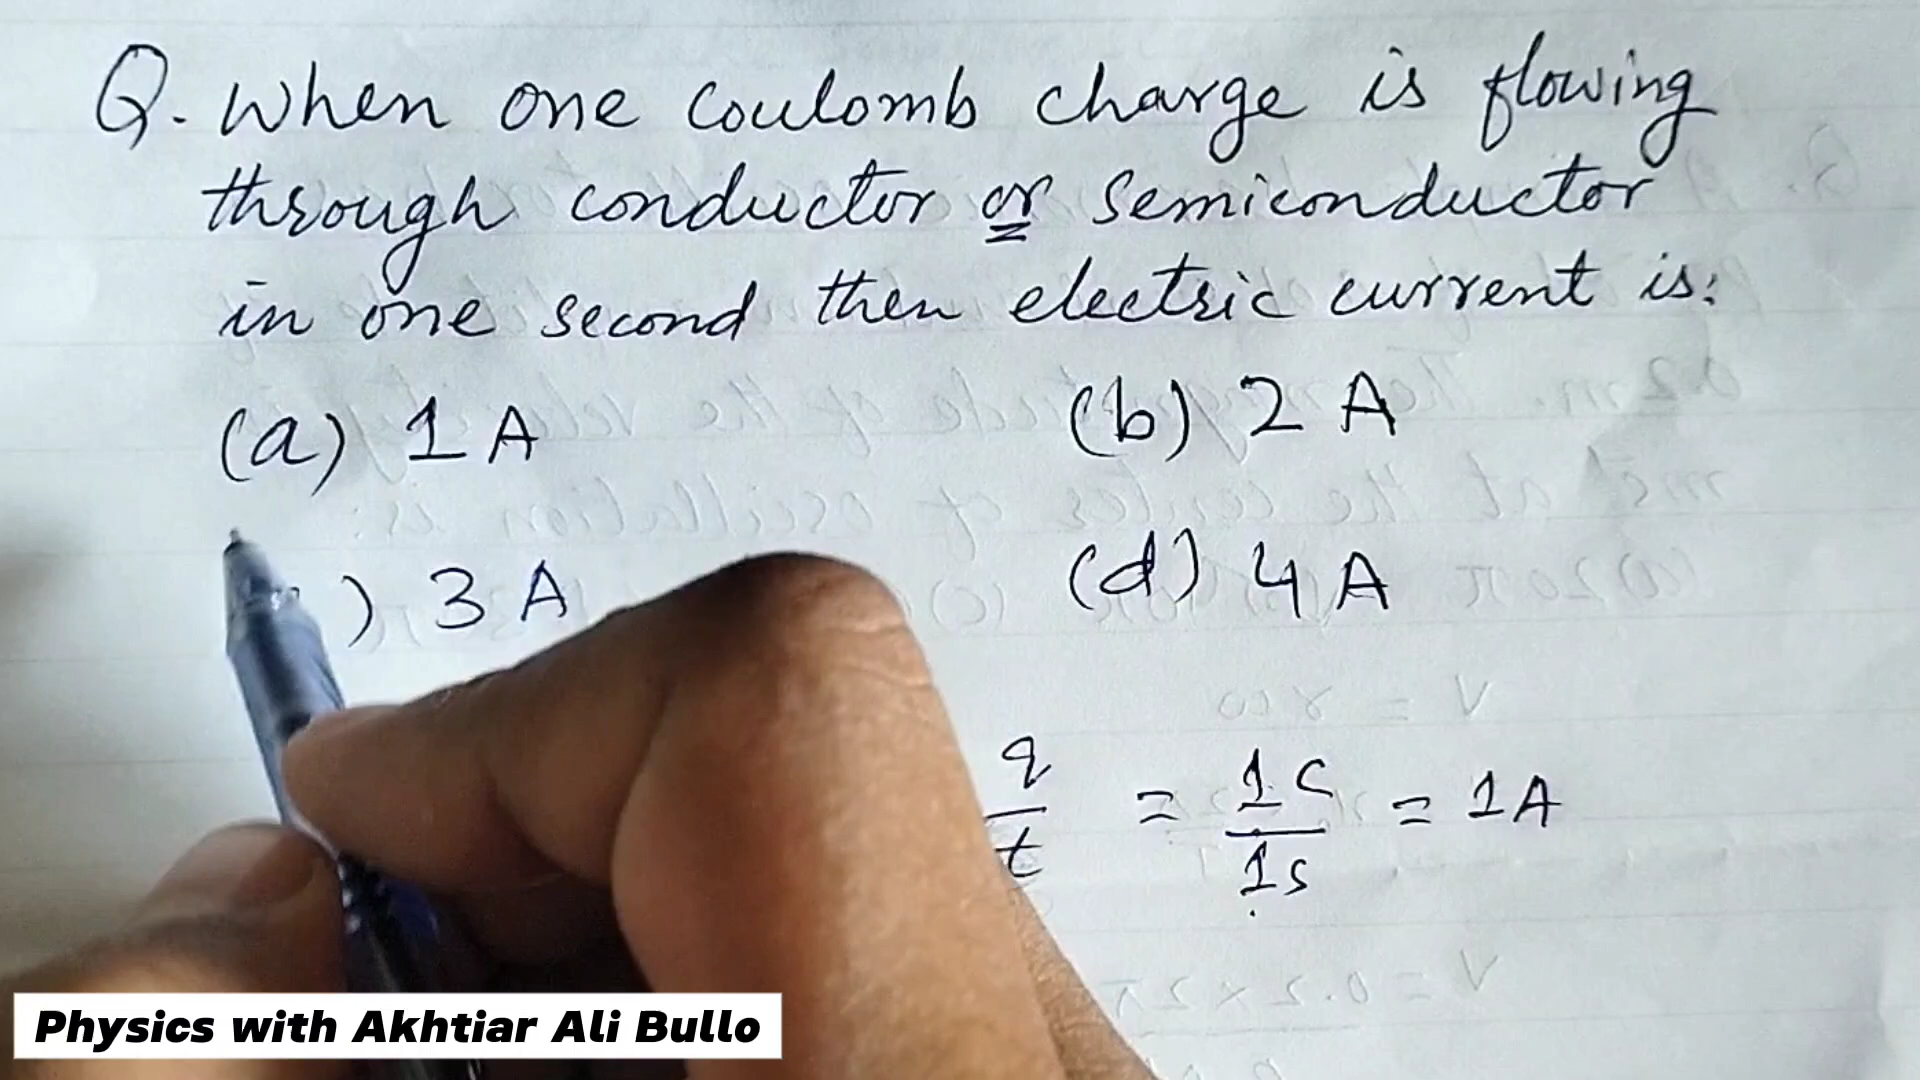 Q. When one Coulomb charge is flowing
through conductor or semiconductor
in one second then electric current is:
(a) 1 A (b) 2 A
) 3 A (d) 4 A
q/t = 1C/1s = 1A
Physics with Akhtiar Ali Bullo